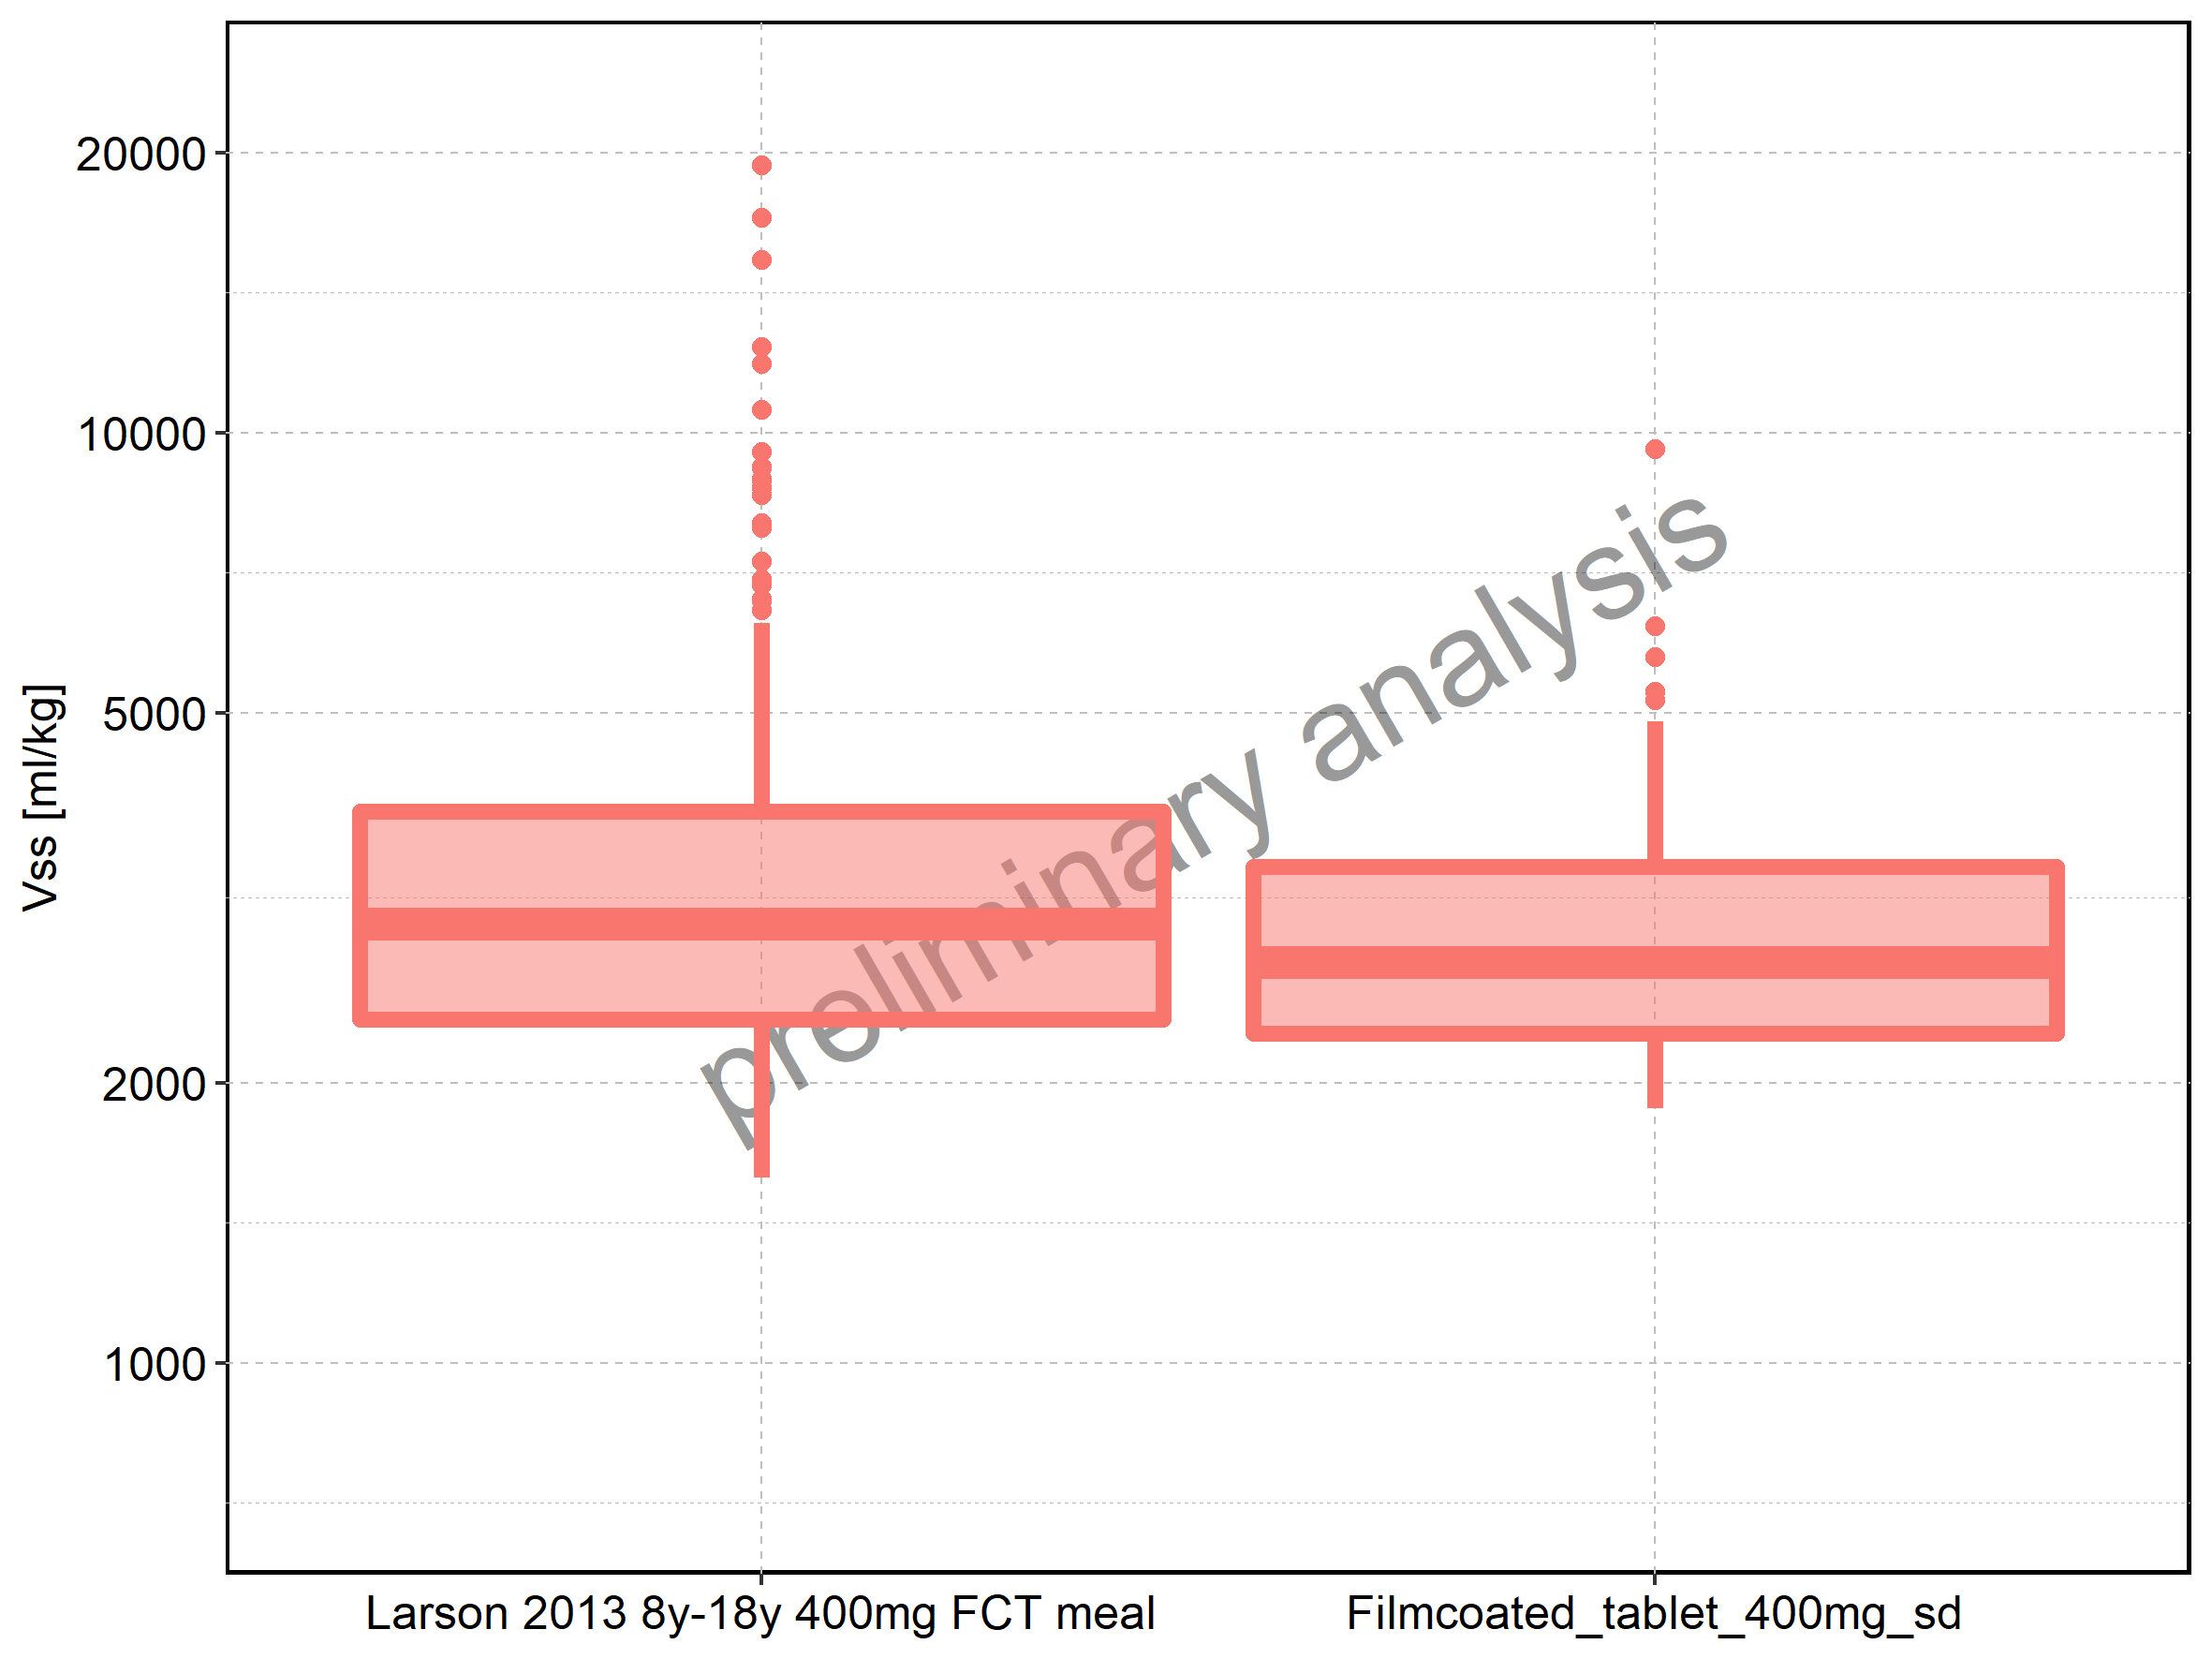 20000
10000
5000
2000
1000
Vss [ml/kg]
preliminary analysis
Larson 2013 8y-18y 400mg FCT meal
Filmcoated_tablet_400mg_sd